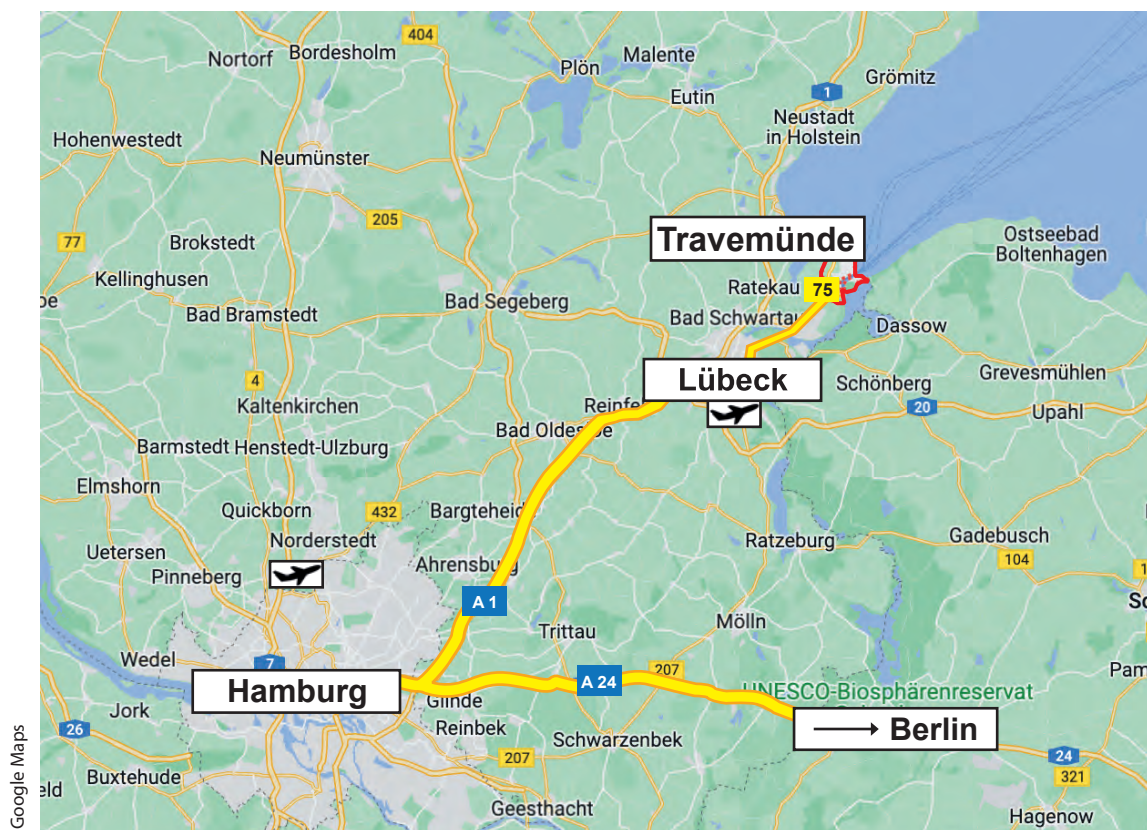 404
Bordesholm
Nortorf
Malente
Plön
Grömitz
Eutin
1
Neustadt
in Holstein
Hohenwestedt
Neumünster
205
Travemünde
77
Brokstedt
Ostseebad
Boltenhagen
Kellinghusen
Ratekau
75
Bad Segeberg
Bad Bramstedt
Bad Schwartau
Dassow
4
Lübeck
Schönberg
Grevesmühlen
Kaltenkirchen
20
Upahl
Barmstedt
Henstedt-Ulzburg
Elmshorn
Quickborn
432
Bargteheide
Norderstedt
Gadebusch
Uetersen
Ratzeburg
104
Pinneberg
Ahrensburg
A 1
Mölln
Trittau
Wedel
7
207
A 24
UNESCO-Biosphärenreservat
Hamburg
Glinde
Jork
26
Reinbek
Berlin
Schwarzenbek
207
24
321
Buxtehude
Geesthacht
Hagenow
Google Maps